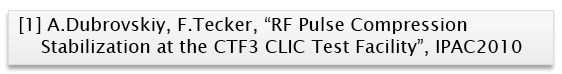 [1] A.Dubrovskiy, F.Tecker, “RF Pulse Compression
Stabilization at the CTF3 CLIC Test Facility”, IPAC2010